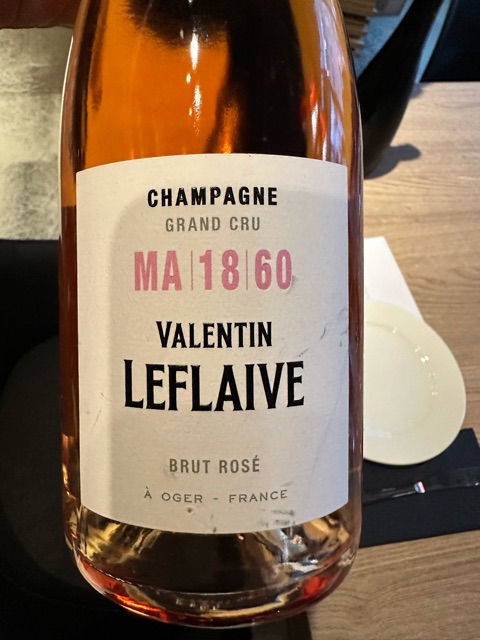 CHAMPAGNE
GRAND CRU
MA|18|60
VALENTIN
LEFLAIVE
BRUT ROSÉ
À OGER - FRANCE